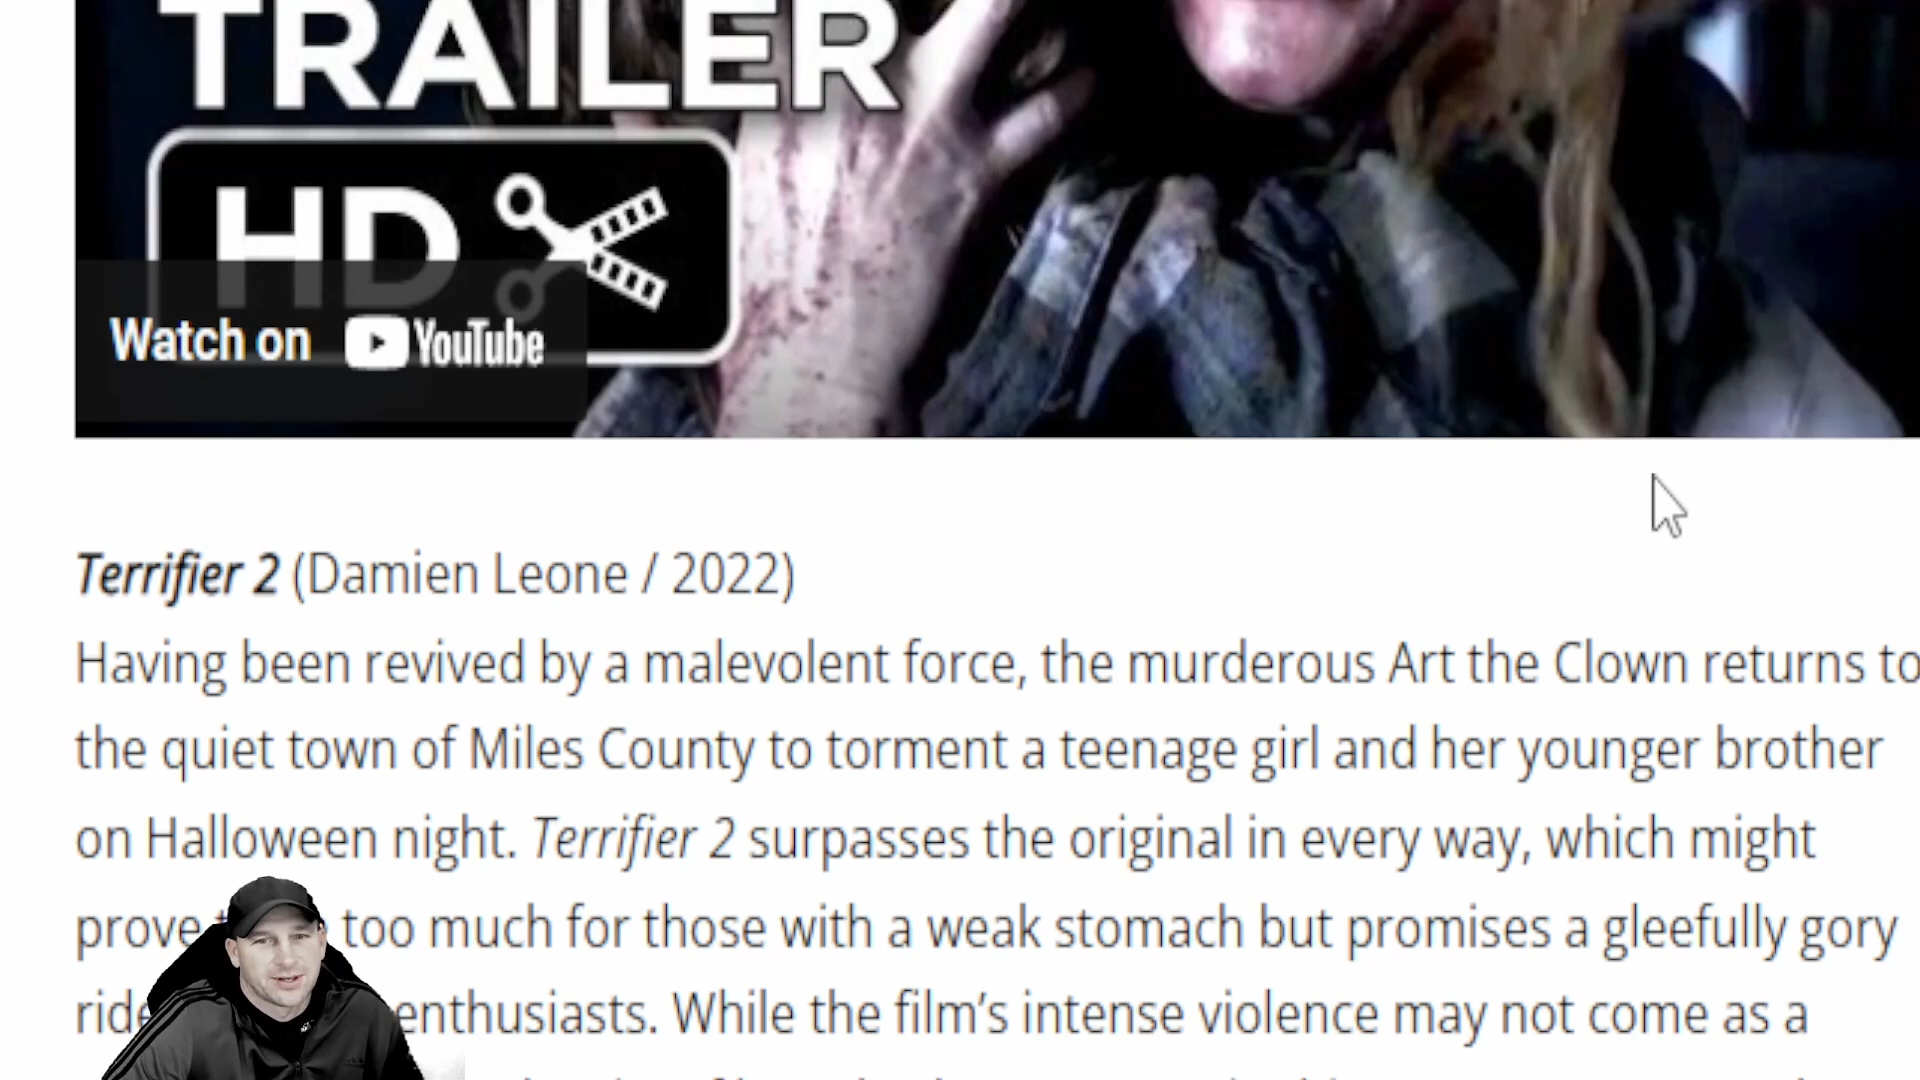 TRAILER
HD
Watch on YouTube
Terrifier 2 (Damien Leone / 2022)
Having been revived by a malevolent force, the murderous Art the Clown returns to
the quiet town of Miles County to torment a teenage girl and her younger brother
on Halloween night. Terrifier 2 surpasses the original in every way, which might
prove too much for those with a weak stomach but promises a gleefully gory
ride enthusiasts. While the film’s intense violence may not come as a